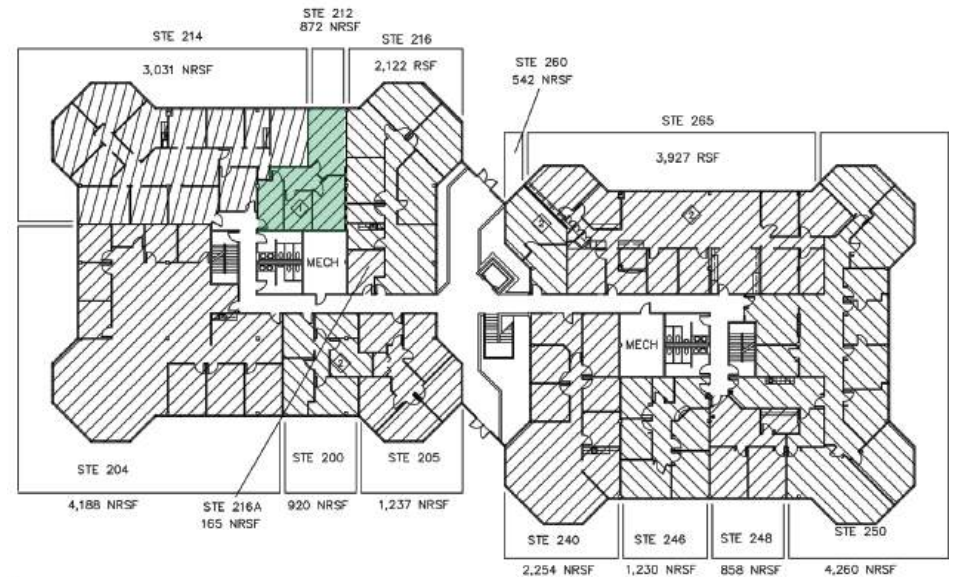 STE 212
872 NRSF
STE 214
3,031 NRSF
STE 216
2,122 RSF
STE 260
542 NRSF
STE 265
3,927 RSF
1
2
2
MECH
MECH
2
STE 204
4,188 NRSF
STE 216A
165 NRSF
STE 200
920 NRSF
STE 205
1,237 NRSF
STE 240
2,254 NRSF
STE 246
1,230 NRSF
STE 248
858 NRSF
STE 250
4,260 NRSF